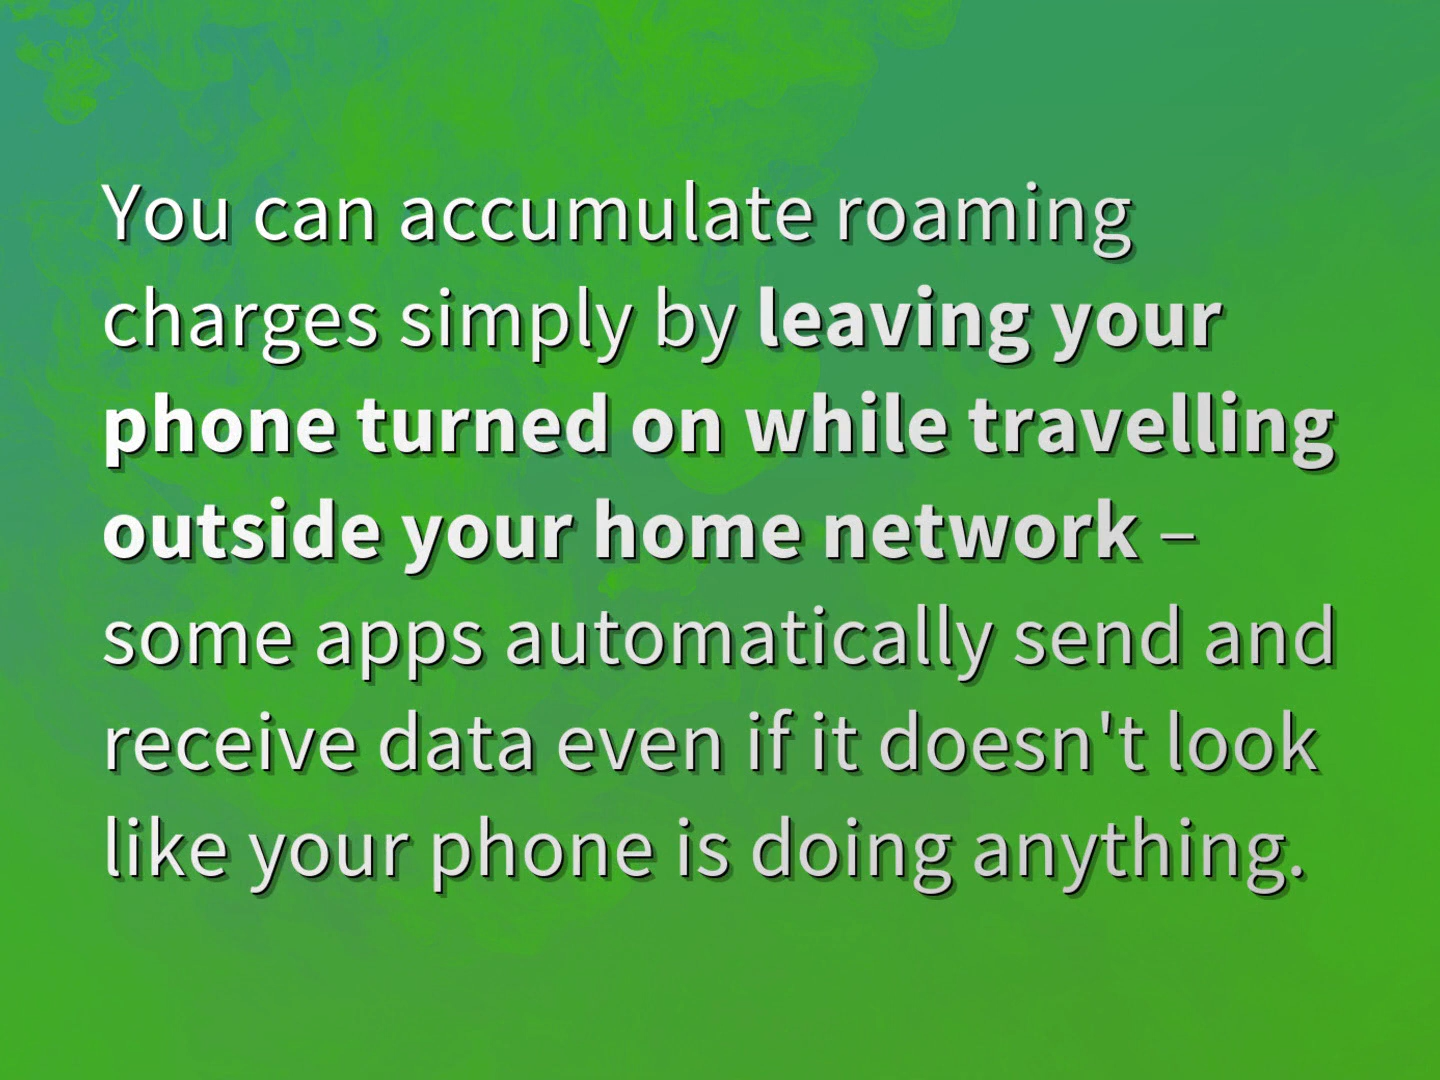 You can accumulate roaming
charges simply by leaving your
phone turned on while travelling
outside your home network –
some apps automatically send and
receive data even if it doesn't look
like your phone is doing anything.